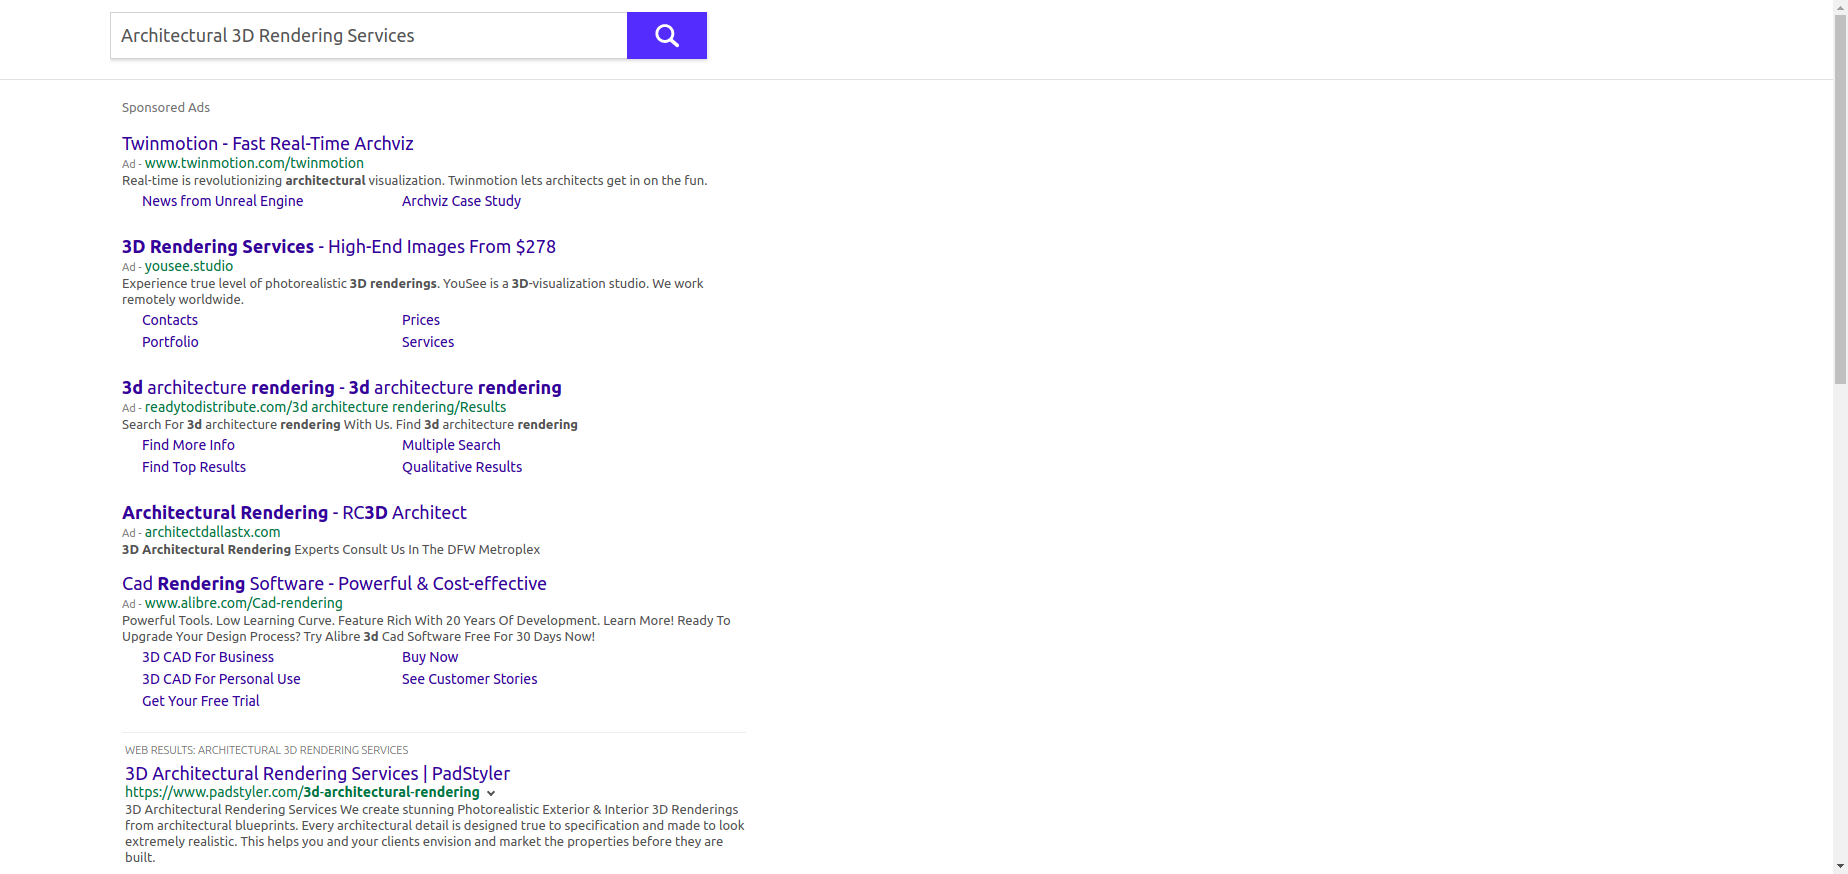 Architectural 3D Rendering Services
Sponsored Ads
Twinmotion - Fast Real-Time Archviz
Ad - www.twinmotion.com/twinmotion
Real-time is revolutionizing architectural visualization. Twinmotion lets architects get in on the fun.
News from Unreal Engine Archviz Case Study
3D Rendering Services - High-End Images From $278
Ad - yousee.studio
Experience true level of photorealistic 3D renderings. YouSee is a 3D-visualization studio. We work
remotely worldwide.
Contacts Prices
Portfolio Services
3d architecture rendering - 3d architecture rendering
Ad - readytodistribute.com/3d architecture rendering/Results
Search For 3d architecture rendering With Us. Find 3d architecture rendering
Find More Info Multiple Search
Find Top Results Qualitative Results
Architectural Rendering - RC3D Architect
Ad - architectdallastx.com
3D Architectural Rendering Experts Consult Us In The DFW Metroplex
Cad Rendering Software - Powerful & Cost-effective
Ad - www.alibre.com/Cad-rendering
Powerful Tools. Low Learning Curve. Feature Rich With 20 Years Of Development. Learn More! Ready To
Upgrade Your Design Process? Try Alibre 3d Cad Software Free For 30 Days Now!
3D CAD For Business Buy Now
3D CAD For Personal Use See Customer Stories
Get Your Free Trial
WEB RESULTS: ARCHITECTURAL 3D RENDERING SERVICES
3D Architectural Rendering Services | PadStyler
https://www.padstyler.com/3d-architectural-rendering
3D Architectural Rendering Services We create stunning Photorealistic Exterior & Interior 3D Renderings
from architectural blueprints. Every architectural detail is designed true to specification and made to look
extremely realistic. This helps you and your clients envision and market the properties before they are
built.